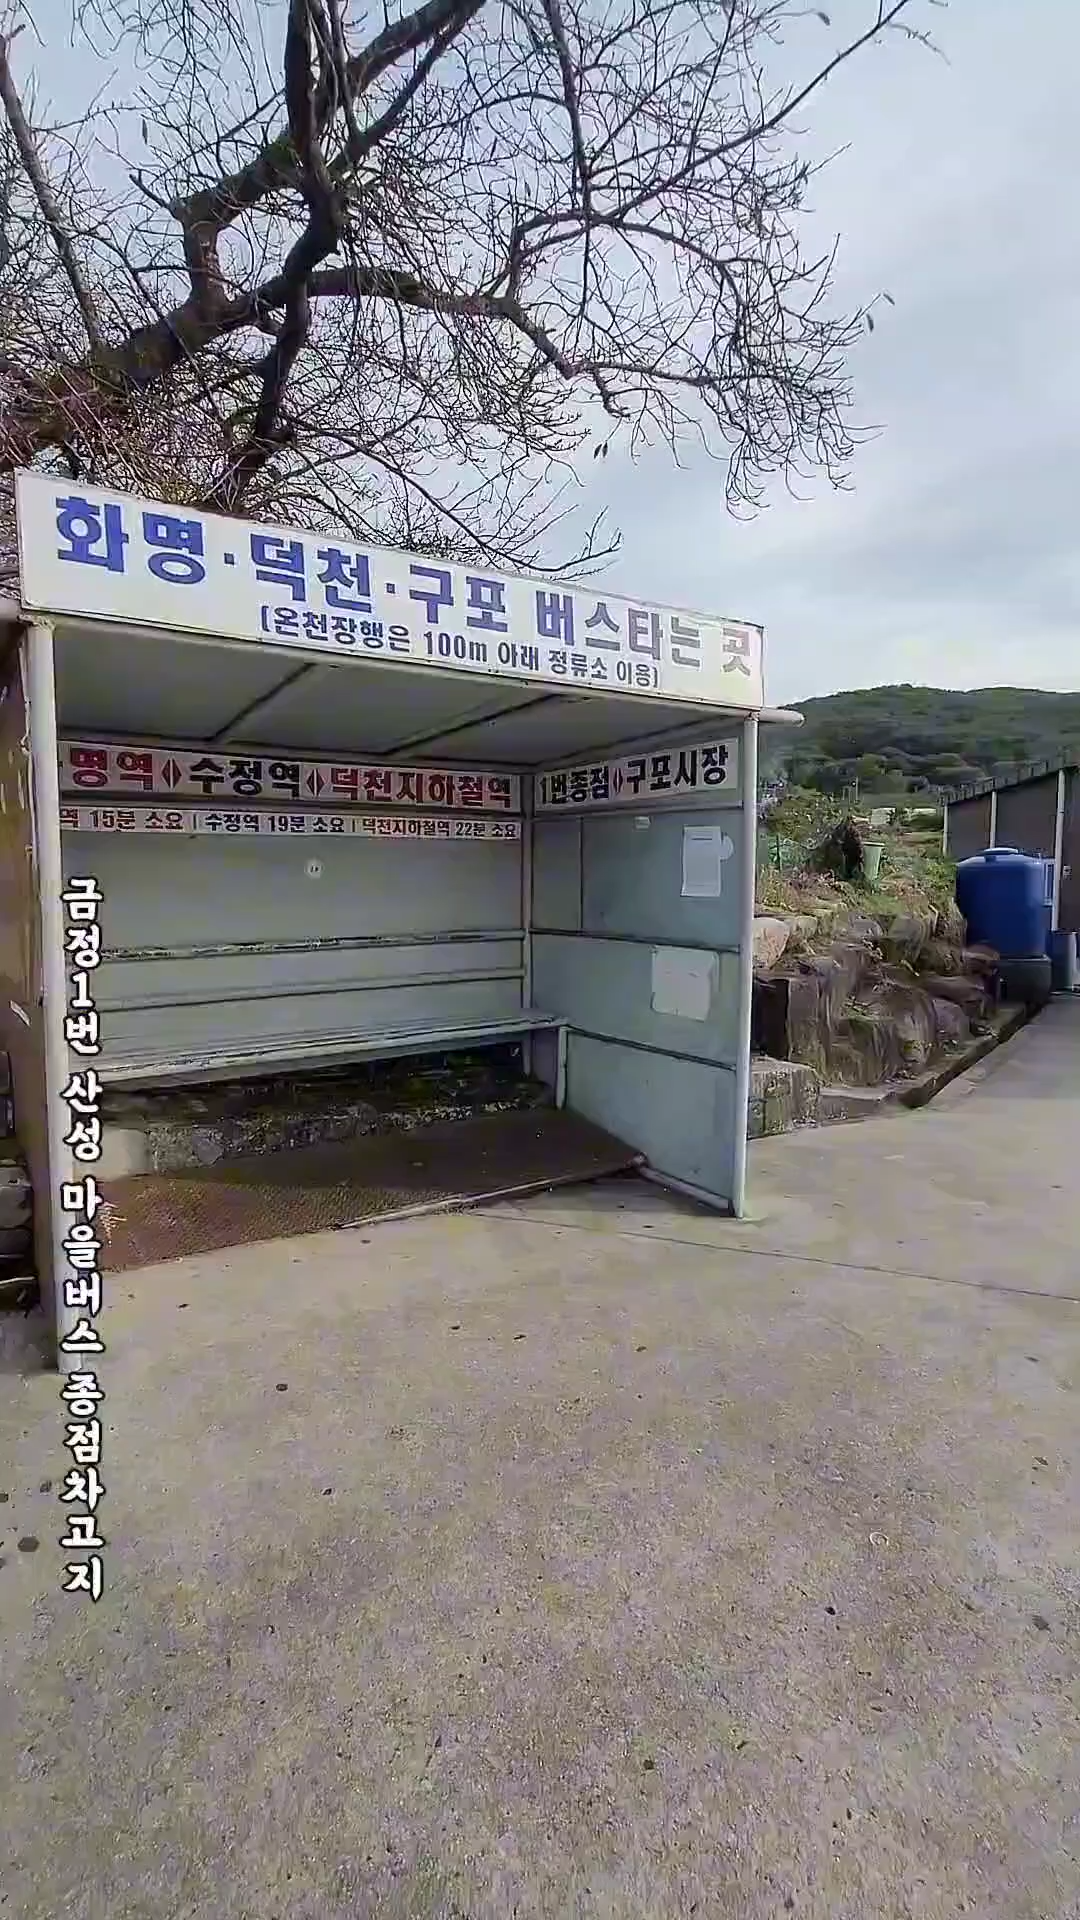 화명·덕천·구포 버스타는 곳
(온천장행은 100m 아래 정류소 이용)
명역⬧수정역⬧덕천지하철역
1번종점⬧구포시장
역 15분 소요 | 수정역 19분 소요 | 덕천지하철역 22분 소요
금정1번 산성 마을버스 종점차고지